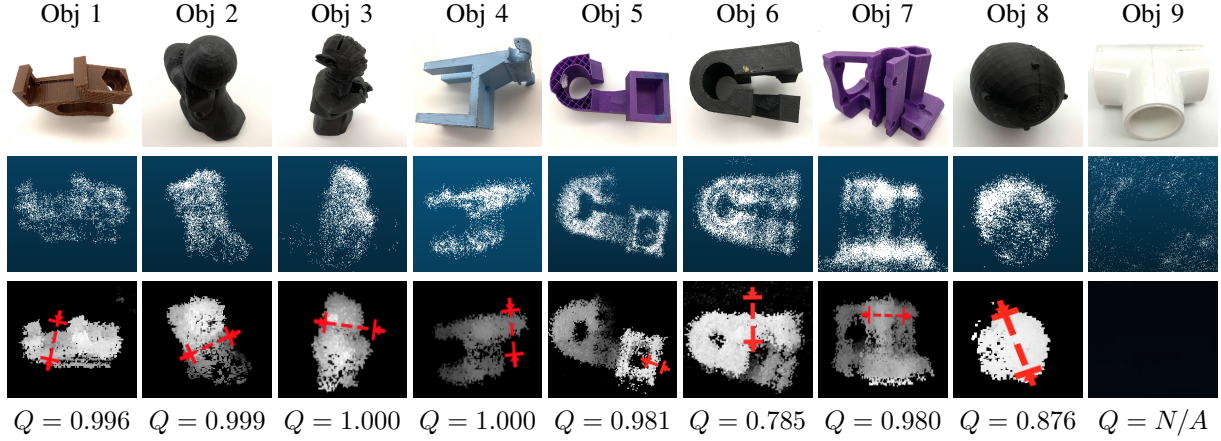 Obj 1 Obj 2 Obj 3 Obj 4 Obj 5 Obj 6 Obj 7 Obj 8 Obj 9
Q = 0.996 Q = 0.999 Q = 1.000 Q = 1.000 Q = 0.981 Q = 0.785 Q = 0.980 Q = 0.876 Q = N/A